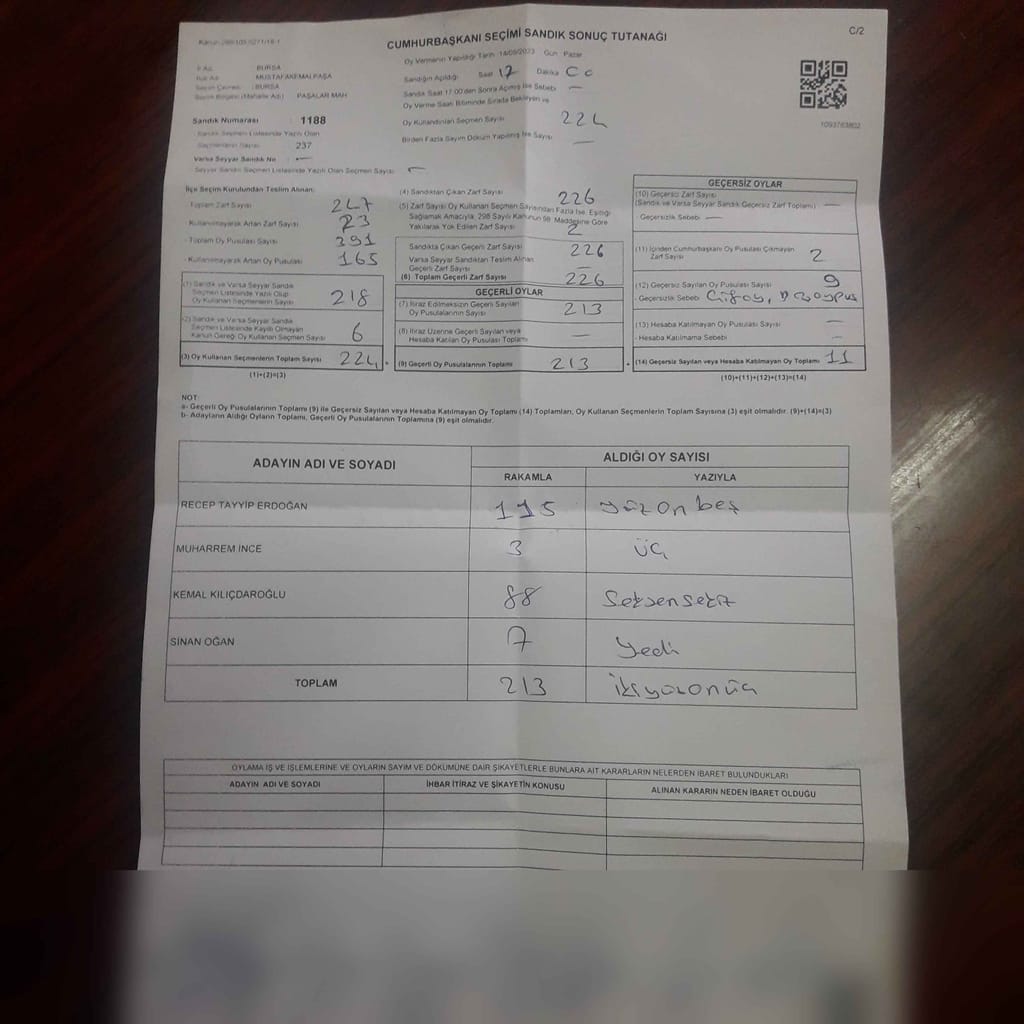 C/2
CUMHURBAŞKANI SEÇİMİ SANDIK SONUÇ TUTANAĞI
Oy Vermenin Yapıldığı Tarih 14/05/2023 Gün Pazar
İl Adı : BURSA
İlçe Adı : MUSTAFAKEMALPAŞA
Seçim Çevresi : BURSA
Seçim Bölgesi (Mahalle Adı) PAŞALAR MAH
Sandık Numarası : 1188
Sandık Seçmen Listesinde Yazılı Olan
Seçmenlerin Sayısı : 237
Varsa Seyyar Sandık No : —
Seyyar Sandık Seçmen Listesinde Yazılı Olan Seçmen Sayısı : —
Sandığın Açıldığı Saat 17 Dakika 00
Sandık Saat 17:00'den Sonra Açılmış İse Sebebi —
Oy Verme Saati Bitiminde Sırada Bekleyen ve
Oy Kullandırılan Seçmen Sayısı 224
Birden Fazla Sayım Döküm Yapılmış İse Sayısı —
1093763802
İlçe Seçim Kurulundan Teslim Alınan:
Toplam Zarf Sayısı 247
- Kullanılmayarak Artan Zarf Sayısı 23
- Toplam Oy Pusulası Sayısı 391
- Kullanılmayarak Artan Oy Pusulası 165
(1) Sandık ve Varsa Seyyar Sandık
Seçmen Listesinde Yazılı Olup
Oy Kullanan Seçmenlerin Sayısı 218
(2) Sandık ve Varsa Seyyar Sandık
Seçmen Listesinde Kayıtlı Olmayan
Kanun Gereği Oy Kullanan Seçmen Sayısı 6
(3) Oy Kullanan Seçmenlerin Toplam Sayısı 224
(1)+(2)=(3)
(4) Sandıktan Çıkan Zarf Sayısı 226
(5) Zarf Sayısı Oy Kullanan Seçmen Sayısından Fazla İse, Eşitliği
Sağlamak Amacıyla, 298 Sayılı Kanunun 98. Maddesine Göre
Yakılarak Yok Edilen Zarf Sayısı 2
Sandıkta Çıkan Geçerli Zarf Sayısı 226
Varsa Seyyar Sandıktan Teslim Alınan
Geçerli Zarf Sayısı —
(6) Toplam Geçerli Zarf Sayısı 226
GEÇERLİ OYLAR
(7) İtiraz Edilmeksizin Geçerli Sayılan
Oy Pusulalarının Sayısı 213
(8) İtiraz Üzerine Geçerli Sayılan veya
Hesaba Katılan Oy Pusulası Toplamı —
(9) Geçerli Oy Pusulalarının Toplamı 213
GEÇERSİZ OYLAR
(10) Geçersiz Zarf Sayısı
(Sandık ve Varsa Seyyar Sandık Geçersiz Zarf Toplamı) —
- Geçersizlik Sebebi —
(11) İçinden Cumhurbaşkanı Oy Pusulası Çıkmayan
Zarf Sayısı 2
(12) Geçersiz Sayılan Oy Pusulası Sayısı 9
- Geçersizlik Sebebi
(13) Hesaba Katılmayan Oy Pusulası Sayısı —
- Hesaba Katılmama Sebebi —
(14) Geçersiz Sayılan veya Hesaba Katılmayan Oy Toplamı 11
(10)+(11)+(12)+(13)=(14)
NOT:
a- Geçerli Oy Pusulalarının Toplamı (9) ile Geçersiz Sayılan veya Hesaba Katılmayan Oy Toplamı (14) Toplamları, Oy Kullanan Seçmenlerin Toplam Sayısına (3) eşit olmalıdır. (9)+(14)=(3)
b- Adayların Aldığı Oyların Toplamı, Geçerli Oy Pusulalarının Toplamına (9) eşit olmalıdır.
ADAYIN ADI VE SOYADI ALDIĞI OY SAYISI
RAKAMLA YAZIYLA
RECEP TAYYİP ERDOĞAN 115 yüzonbeş
MUHARREM İNCE 3 üç
KEMAL KILIÇDAROĞLU 88 Seksensekiz
SİNAN OĞAN 7 Yedi
TOPLAM 213 İkiyüzonüç
OYLAMA İŞ VE İŞLEMLERİNE VE OYLARIN SAYIM VE DÖKÜMÜNE DAİR ŞİKAYETLERLE BUNLARA AİT KARARLARIN NELERDEN İBARET BULUNDUKLARI
ADAYIN ADI VE SOYADI İHBAR İTİRAZ VE ŞİKAYETİN KONUSU ALINAN KARARIN NEDEN İBARET OLDUĞU